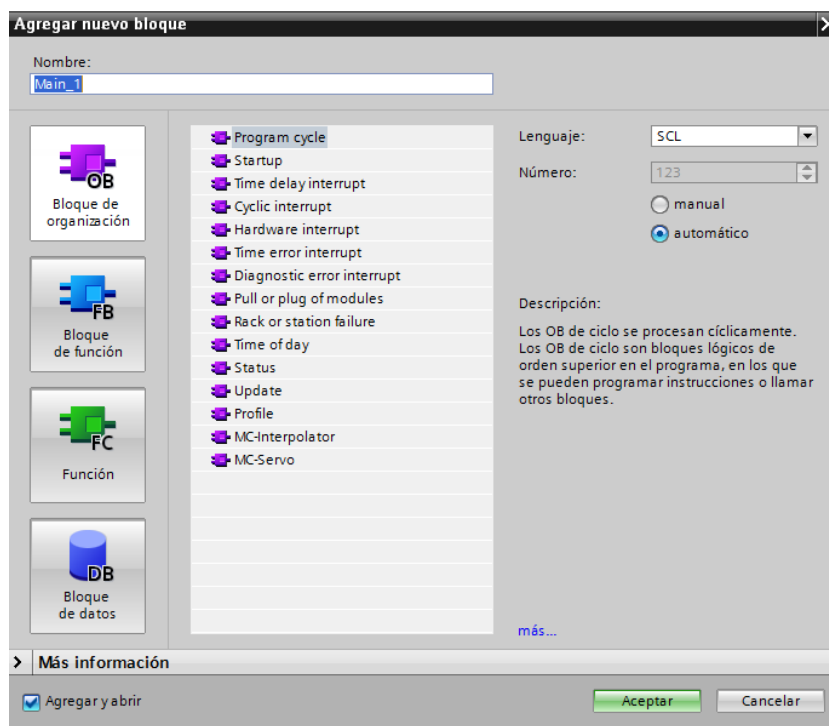 Agregar nuevo bloque
Nombre:
Main_1
OB
Bloque de
organización
FB
Bloque
de función
FC
Función
DB
Bloque
de datos
Program cycle
Startup
Time delay interrupt
Cyclic interrupt
Hardware interrupt
Time error interrupt
Diagnostic error interrupt
Pull or plug of modules
Rack or station failure
Time of day
Status
Update
Profile
MC-Interpolator
MC-Servo
Lenguaje: SCL
Número: 123
manual
automático
Descripción:
Los OB de ciclo se procesan cíclicamente.
Los OB de ciclo son bloques lógicos de
orden superior en el programa, en los que
se pueden programar instrucciones o llamar
otros bloques.
más...
Más información
Agregar y abrir
Aceptar
Cancelar